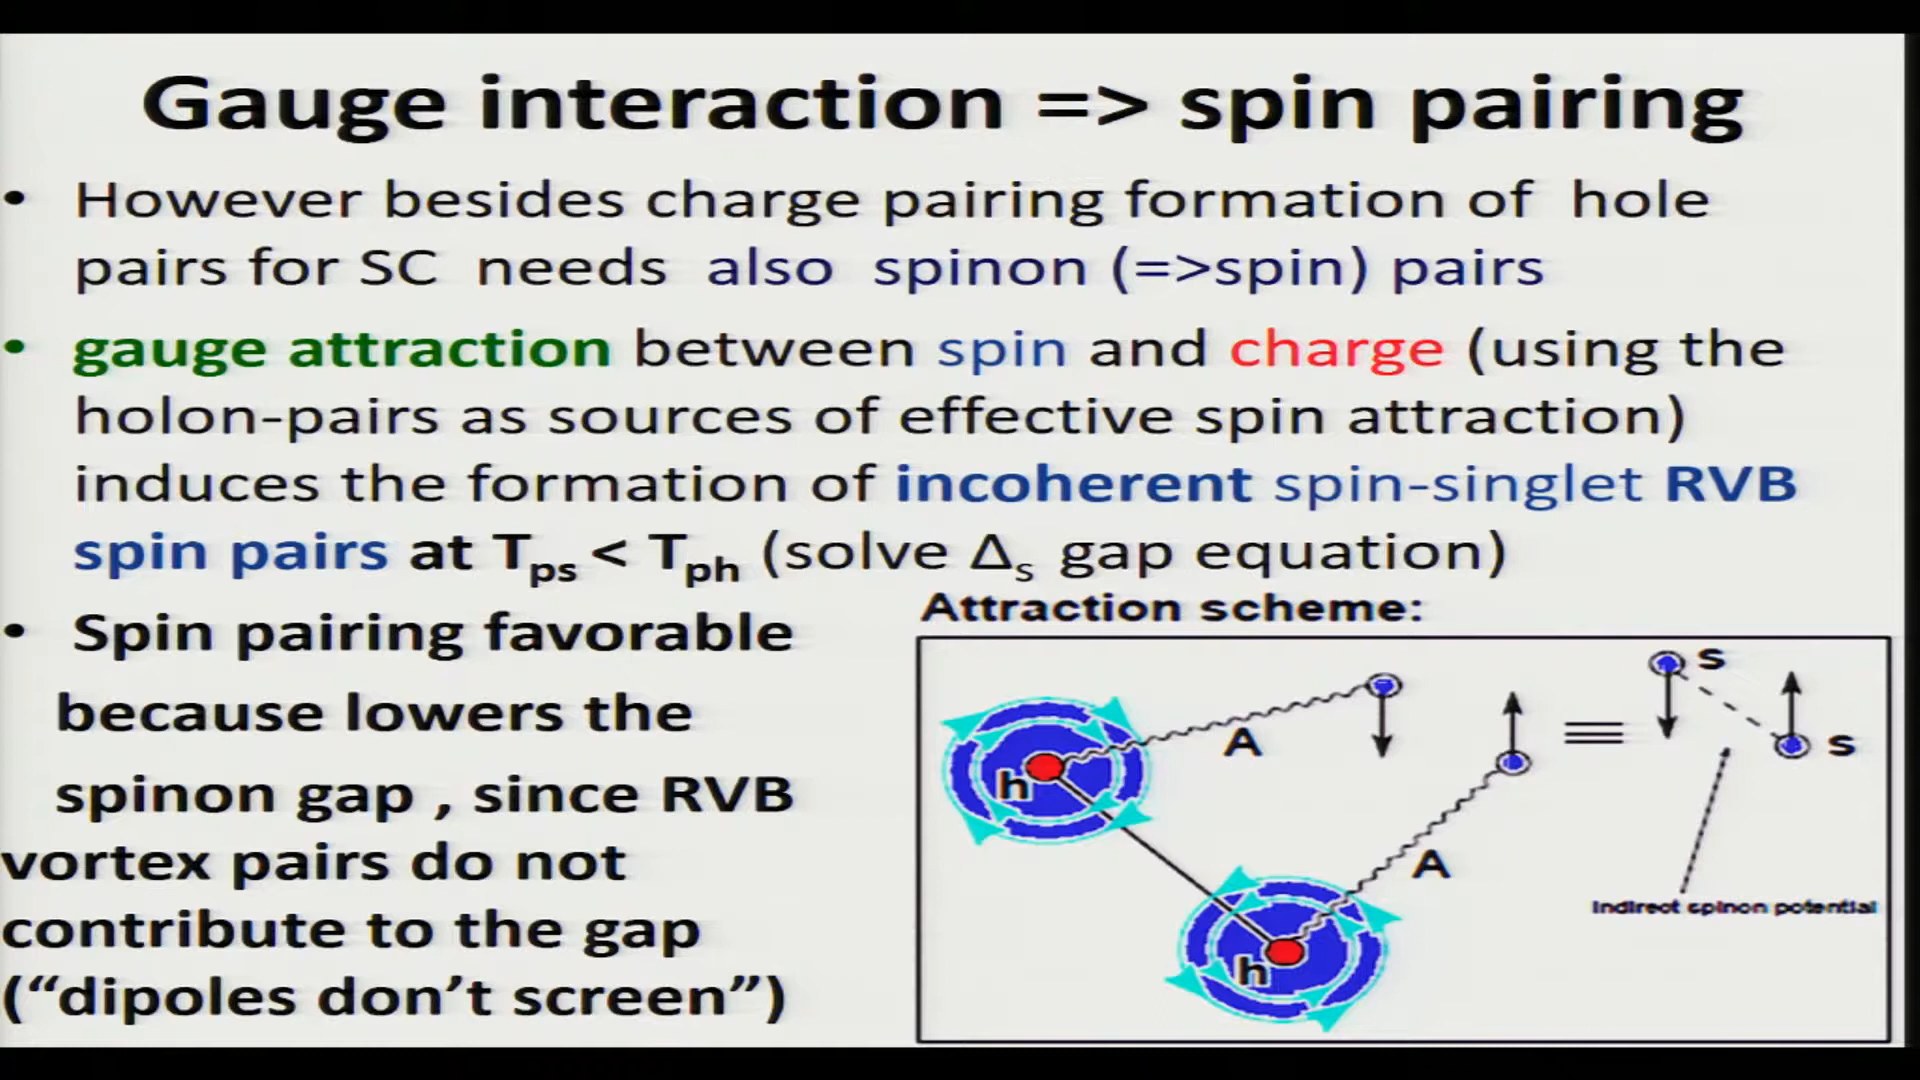 Gauge interaction => spin pairing
• However besides charge pairing formation of hole
pairs for SC needs also spinon (=>spin) pairs
• gauge attraction between spin and charge (using the
holon-pairs as sources of effective spin attraction)
induces the formation of incoherent spin-singlet RVB
spin pairs at Tps < Tph (solve Δs gap equation)
• Spin pairing favorable
because lowers the
spinon gap , since RVB
vortex pairs do not
contribute to the gap
(“dipoles don’t screen”)
Attraction scheme:
s
A
s
h
A
Indirect spinon potential
h